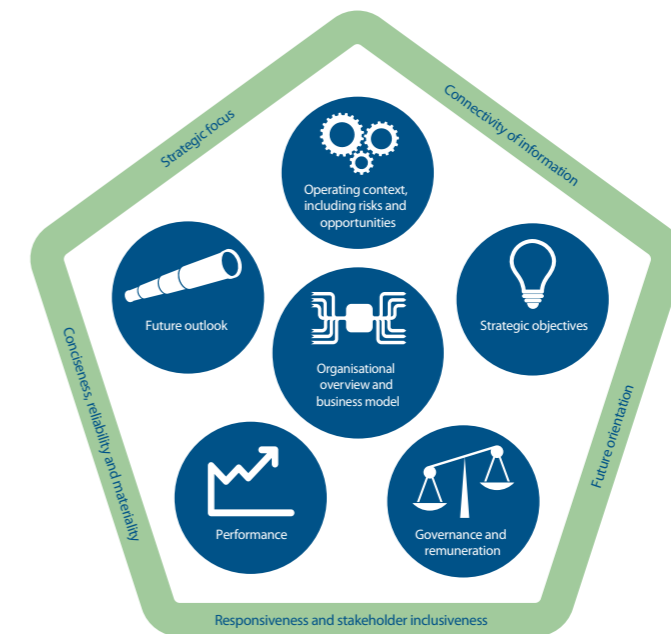 Strategic focus
Connectivity of information
Operating context,
including risks and
opportunities
Future outlook
Strategic objectives
Organisational
overview and
business model
Conciseness, reliability and materiality
Future orientation
Performance
Governance and
remuneration
Responsiveness and stakeholder inclusiveness